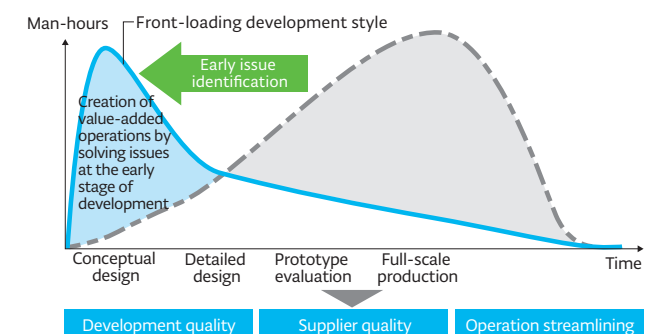 Man-hours
Front-loading development style
Early issue
identification
Creation of
value-added
operations by
solving issues
at the early
stage of
development
Conceptual
design
Detailed
design
Prototype
evaluation
Full-scale
production
Time
Development quality
Supplier quality
Operation streamlining